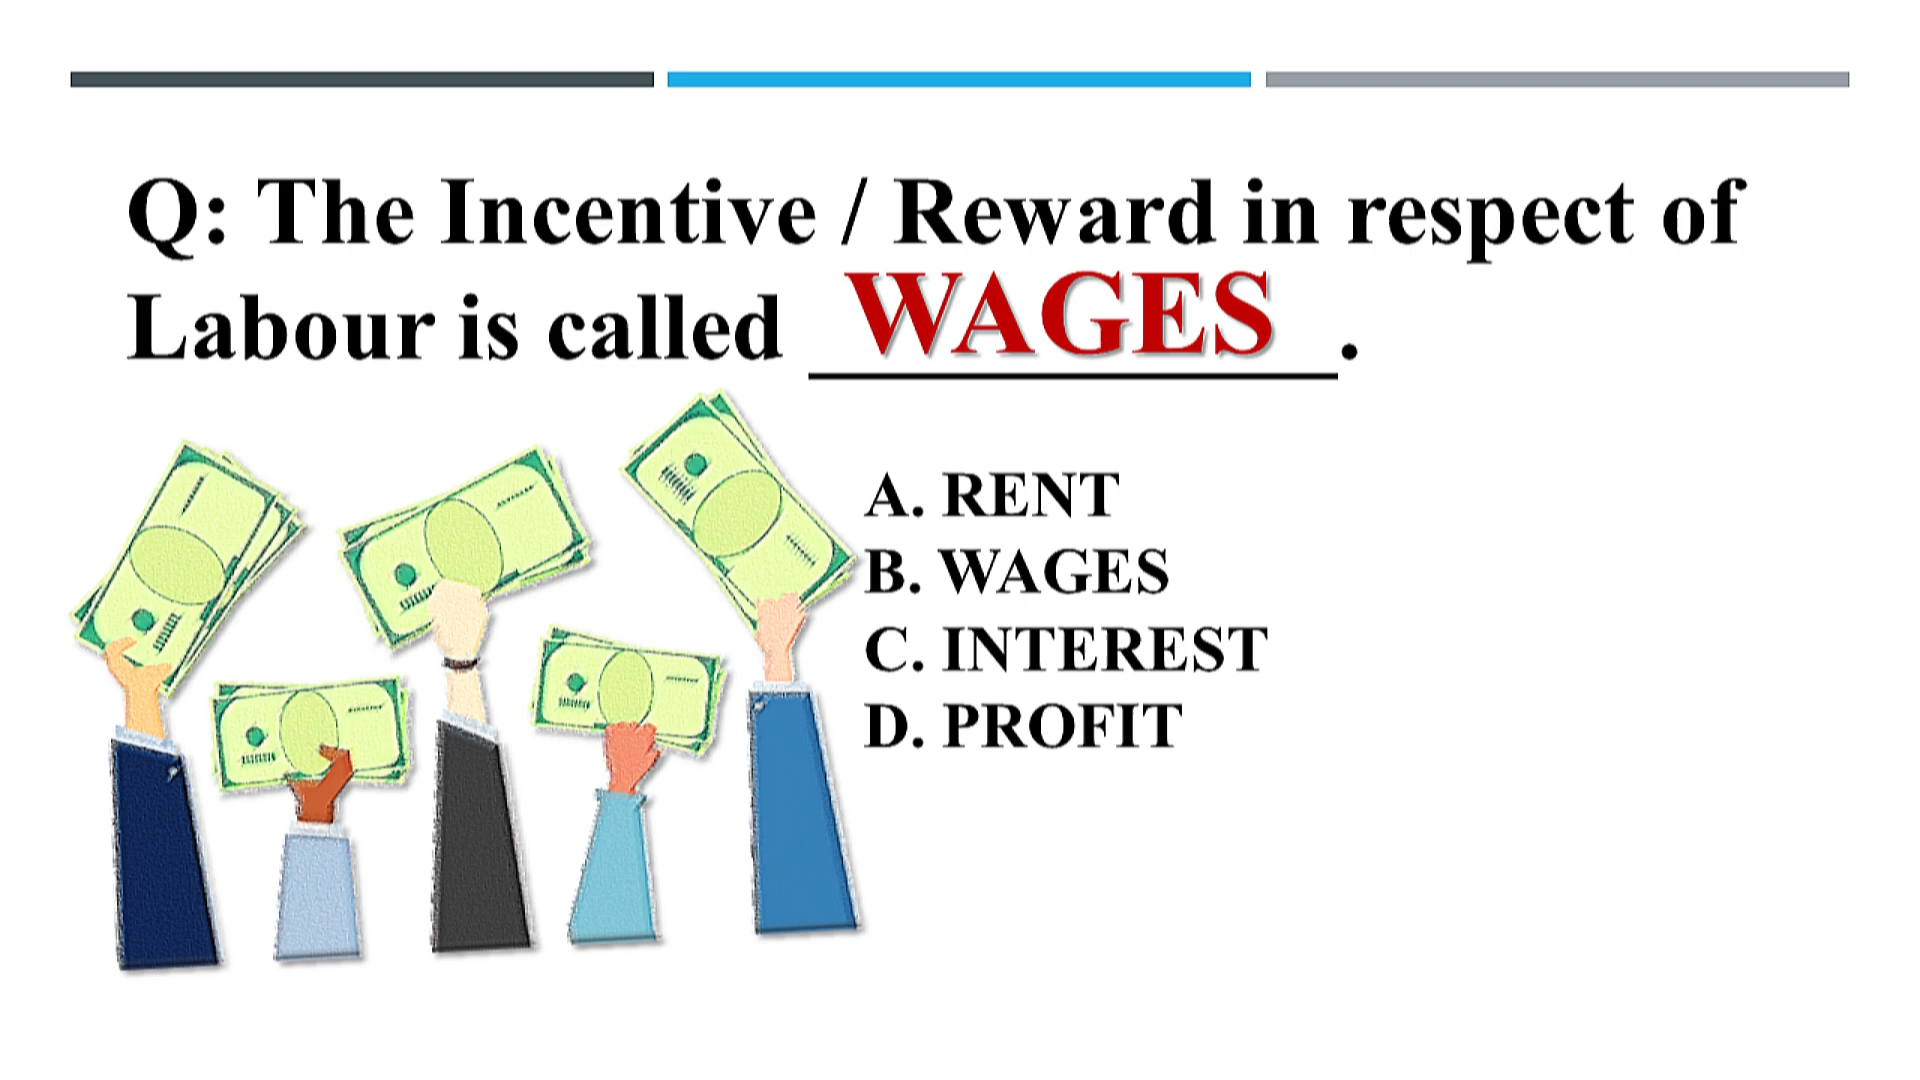 Q: The Incentive / Reward in respect of
Labour is called WAGES.
A. RENT
B. WAGES
C. INTEREST
D. PROFIT